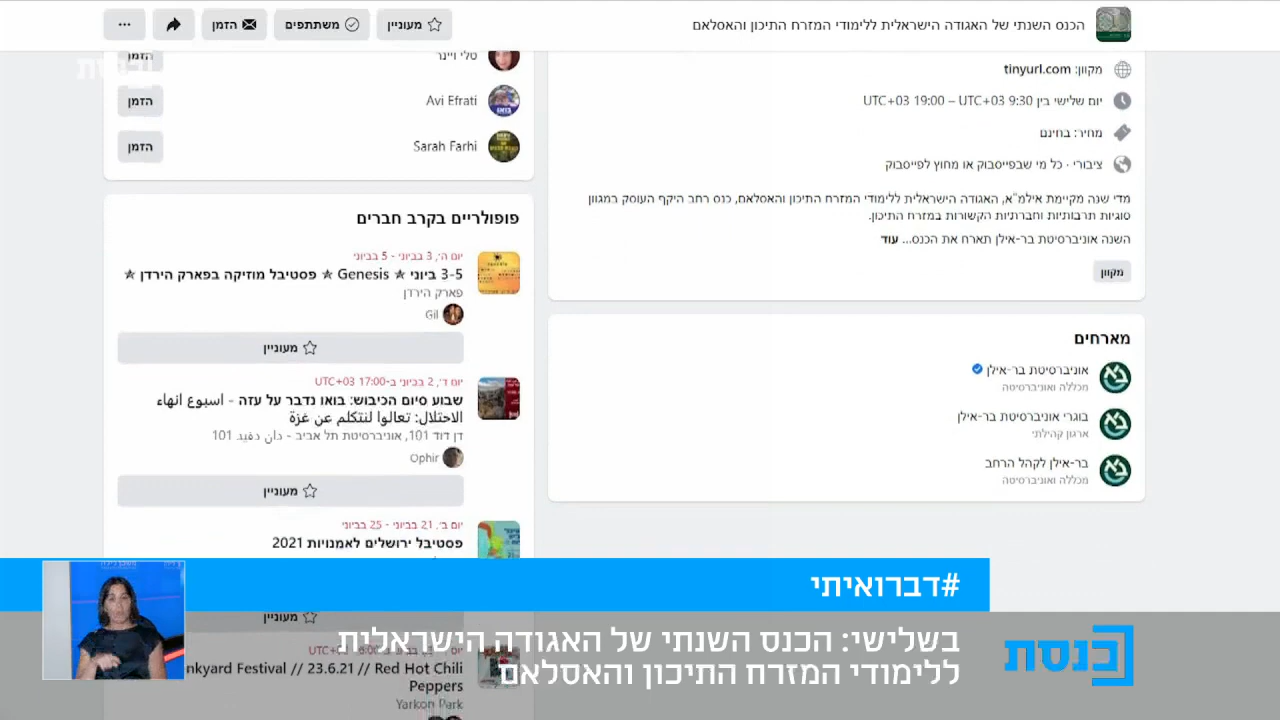 הכנס השנתי של האגודה הישראלית ללימודי המזרח התיכון והאסלאם
מעוניין
משתתפים
הזמן
מקוון: tinyurl.com
יום שלישי בין 9:30 UTC+03 – 19:00 UTC+03
מחיר: בחינם
ציבורי · כל מי שבפייסבוק או מחוץ לפייסבוק
מדי שנה מקיימת אילמ"א, האגודה הישראלית ללימודי המזרח התיכון והאסלאם, כנס רחב היקף העוסק במגוון
סוגיות תרבותיות וחברתיות הקשורות במזרח התיכון.
השנה אוניברסיטת בר-אילן תארח את הכנס... עוד
מקוון
מארחים
אוניברסיטת בר-אילן
מכללה ואוניברסיטה
בוגרי אוניברסיטת בר-אילן
ארגון קהילתי
בר-אילן לקהל הרחב
מכללה ואוניברסיטה
טלי ויינר
הזמן
Avi Efrati
הזמן
Sarah Farhi
הזמן
פופולריים בקרב חברים
יום ה', 3 בביוני - 5 בביוני
3-5 ביוני ✯ Genesis ✯ פסטיבל מוזיקה בפארק הירדן ✯
פארק הירדן
Gil
מעוניין
יום ד', 2 בביוני ב-17:00 UTC+03
שבוע סיום הכיבוש: בואו נדבר על עזה - اسبوع انهاء
الاحتلال: تعالوا لنتكلم عن غزة
דן דוד 101, אוניברסיטת תל אביב - دان دفيد 101
Ophir
מעוניין
יום ב', 21 בביוני - 25 בביוני
פסטיבל ירושלים לאמנויות 2021
מעוניין
nkyard Festival // 23.6.21 // Red Hot Chili
Peppers
Yarkon Park
#דברואיתי
בשלישי: הכנס השנתי של האגודה הישראלית
ללימודי המזרח התיכון והאסלאם
כנסת
כנסת